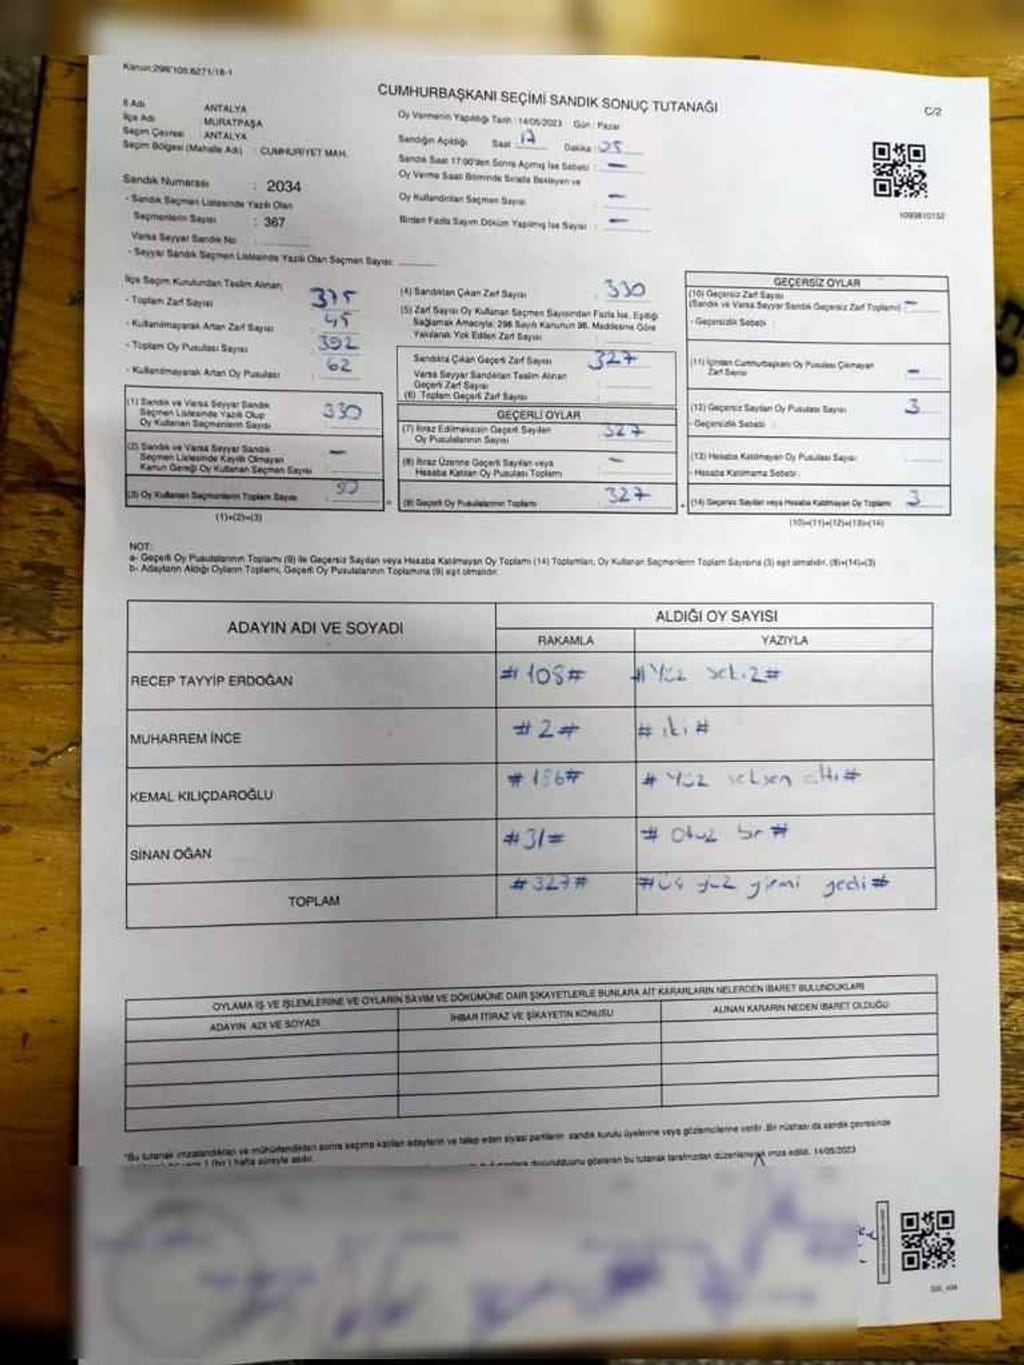 Kanun:298/105;6271/18-1
CUMHURBAŞKANI SEÇİMİ SANDIK SONUÇ TUTANAĞI
C/2
İl Adı : ANTALYA
İlçe Adı : MURATPAŞA
Seçim Çevresi : ANTALYA
Seçim Bölgesi (Mahalle Adı) : CUMHURİYET MAH.
Sandık Numarası : 2034
- Sandık Seçmen Listesinde Yazılı Olan
Seçmenlerin Sayısı : 367
Varsa Seyyar Sandık No :
- Seyyar Sandık Seçmen Listesinde Yazılı Olan Seçmen Sayısı:
Oy Vermenin Yapıldığı Tarih : 14/05/2023 Gün : Pazar
Sandığın Açıldığı Saat : 17 Dakika : 05
Sandık Saat 17:00'den Sonra Açılmış İse Sebebi : —
Oy Verme Saati Bitiminde Sırada Bekleyen ve
Oy Kullandırılan Seçmen Sayısı : —
Birden Fazla Sayım Döküm Yapılmış İse Sayısı : —
1093810152
İlçe Seçim Kurulundan Teslim Alınan;
- Toplam Zarf Sayısı : 375
- Kullanılmayarak Artan Zarf Sayısı : 45
- Toplam Oy Pusulası Sayısı : 392
- Kullanılmayarak Artan Oy Pusulası : 62
(1) Sandık ve Varsa Seyyar Sandık
Seçmen Listesinde Yazılı Olup
Oy Kullanan Seçmenlerin Sayısı : 330
(2) Sandık ve Varsa Seyyar Sandık
Seçmen Listesinde Kayıtlı Olmayan
Kanun Gereği Oy Kullanan Seçmen Sayısı : —
(3) Oy Kullanan Seçmenlerin Toplam Sayısı
(1)+(2)=(3)
(4) Sandıktan Çıkan Zarf Sayısı : 330
(5) Zarf Sayısı Oy Kullanan Seçmen Sayısından Fazla İse, Eşitliği
Sağlamak Amacıyla; 298 Sayılı Kanunun 98. Maddesine Göre
Yakılarak Yok Edilen Zarf Sayısı :
Sandıkta Çıkan Geçerli Zarf Sayısı : 327
Varsa Seyyar Sandıktan Teslim Alınan
Geçerli Zarf Sayısı :
(6) Toplam Geçerli Zarf Sayısı :
GEÇERLİ OYLAR
(7) İtiraz Edilmeksizin Geçerli Sayılan
Oy Pusulalarının Sayısı : 327
(8) İtiraz Üzerine Geçerli Sayılan veya
Hesaba Katılan Oy Pusulası Toplamı : —
(9) Geçerli Oy Pusulalarının Toplamı : 327
GEÇERSİZ OYLAR
(10) Geçersiz Zarf Sayısı
(Sandık ve Varsa Seyyar Sandık Geçersiz Zarf Toplamı) : —
- Geçersizlik Sebebi :
(11) İçinden Cumhurbaşkanı Oy Pusulası Çıkmayan
Zarf Sayısı : —
(12) Geçersiz Sayılan Oy Pusulası Sayısı : 3
- Geçersizlik Sebebi :
(13) Hesaba Katılmayan Oy Pusulası Sayısı :
- Hesaba Katılmama Sebebi :
(14) Geçersiz Sayılan veya Hesaba Katılmayan Oy Toplamı : 3
(10)+(11)+(12)+(13)=(14)
NOT:
a- Geçerli Oy Pusulalarının Toplamı (9) ile Geçersiz Sayılan veya Hesaba Katılmayan Oy Toplamı (14) Toplamları, Oy Kullanan Seçmenlerin Toplam Sayısına (3) eşit olmalıdır. (9)+(14)=(3)
b- Adayların Aldığı Oyların Toplamı, Geçerli Oy Pusulalarının Toplamına (9) eşit olmalıdır.
ADAYIN ADI VE SOYADI
ALDIĞI OY SAYISI
RAKAMLA YAZIYLA
RECEP TAYYİP ERDOĞAN #108# #Yüz sekiz#
MUHARREM İNCE #2# #iki#
KEMAL KILIÇDAROĞLU #186# #Yüz seksen altı#
SİNAN OĞAN #31# #Otuz bir#
TOPLAM #327# #Üç yüz yirmi yedi#
OYLAMA İŞ VE İŞLEMLERİNE VE OYLARIN SAYIM VE DÖKÜMÜNE DAİR ŞİKAYETLERLE BUNLARA AİT KARARLARIN NELERDEN İBARET BULUNDUKLARI
ADAYIN ADI VE SOYADI İHBAR İTİRAZ VE ŞİKAYETİN KONUSU ALINAN KARARIN NEDEN İBARET OLDUĞU
*Bu tutanak imzalandıktan ve mühürlendikten sonra seçime katılan adayların ve talep eden siyasi partilerin sandık kurulu üyelerine veya gözlemcilerine verilir. Bir nüshası da sandık çevresinde
1 (bir) hafta süreyle asılır.
gösteren bu tutanak tarafımızdan düzenlenerek imza edildi. 14/05/2023